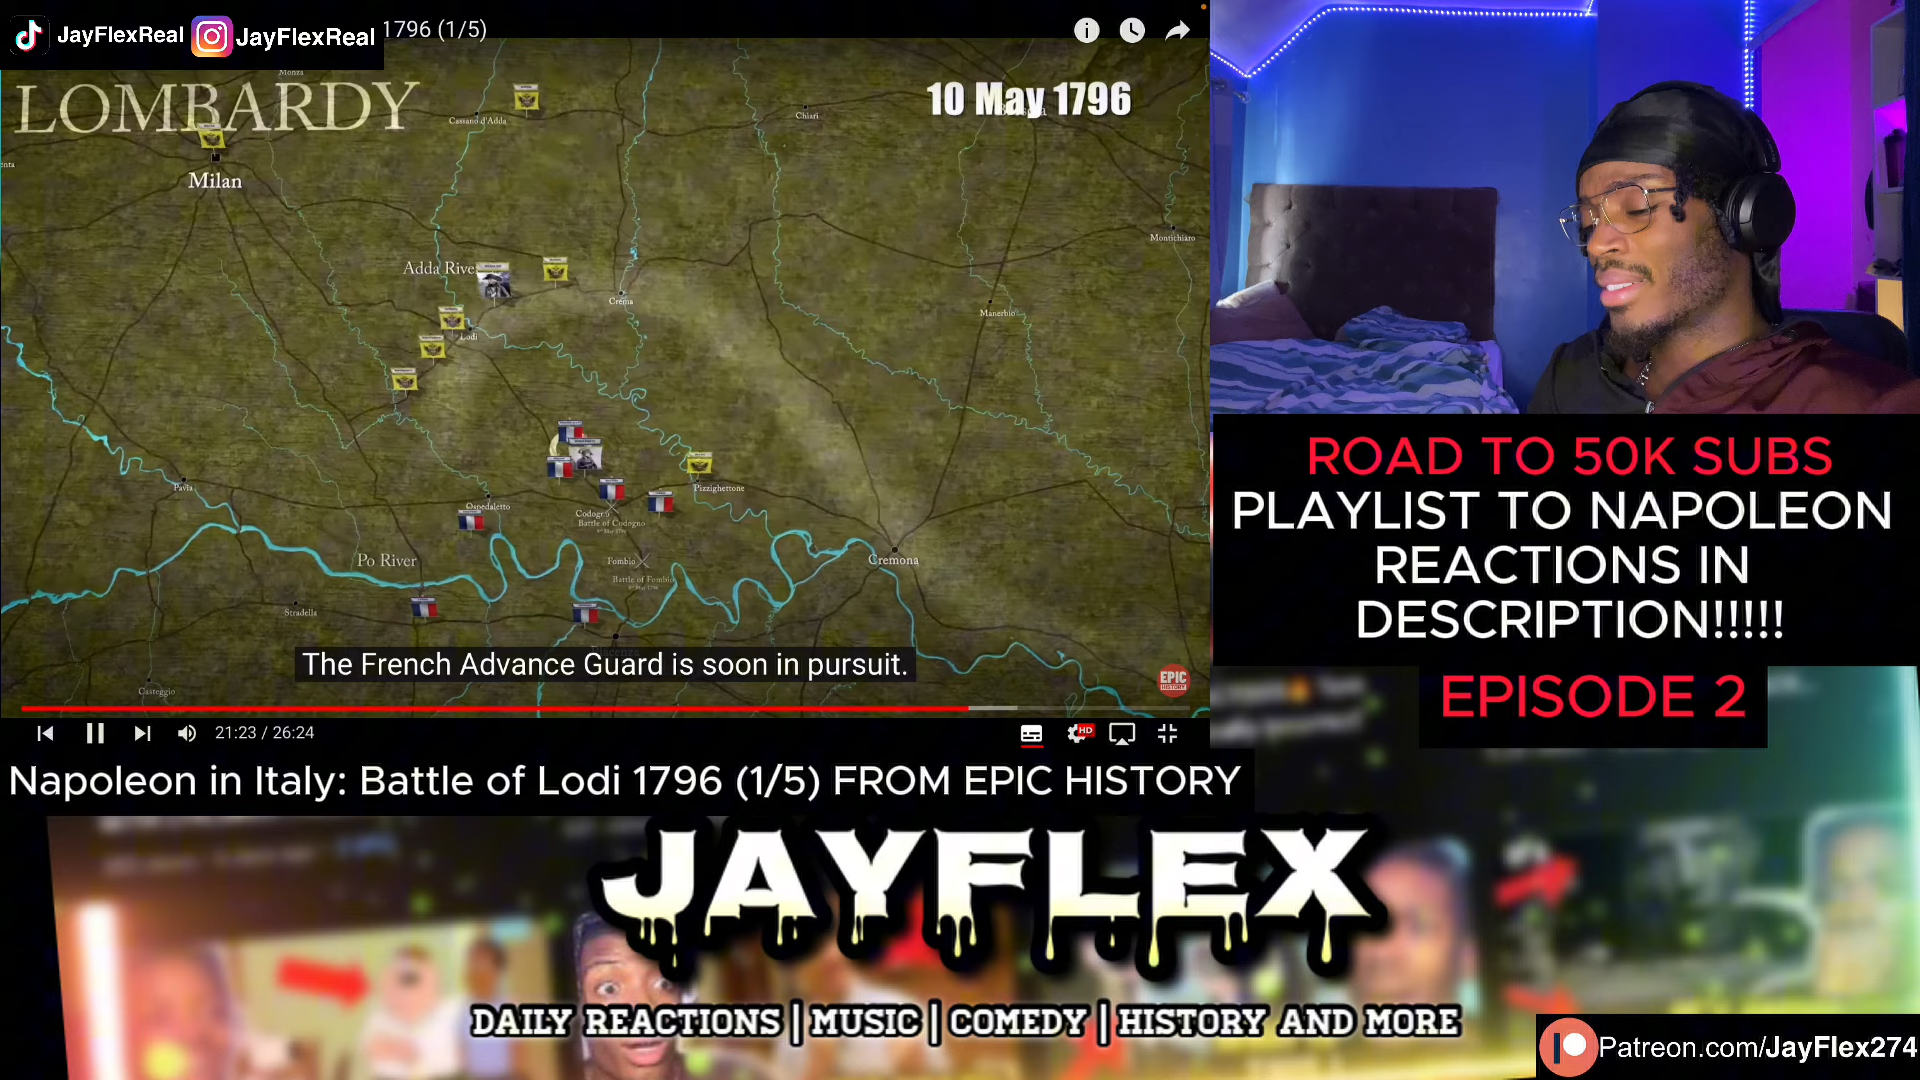 JayFlexReal
JayFlexReal
1796 (1/5)
LOMBARDY
10 May 1796
Monza
Cassano d'Adda
Chiari
Milan
Montichiaro
Adda Rive
Crema
Manerbio
Lodi
Pavia
Pizzighettone
Ospedaletto
Battle of Codogno
Po River
Fombio
Cremona
Battle of Fombio
Stradella
Casteggio
The French Advance Guard is soon in pursuit.
EPIC
HISTORY
21:23 / 26:24
HD
ROAD TO 50K SUBS
PLAYLIST TO NAPOLEON
REACTIONS IN
DESCRIPTION!!!!!
EPISODE 2
Napoleon in Italy: Battle of Lodi 1796 (1/5) FROM EPIC HISTORY
JAYFLEX
DAILY REACTIONS | MUSIC | COMEDY | HISTORY AND MORE
Patreon.com/JayFlex274